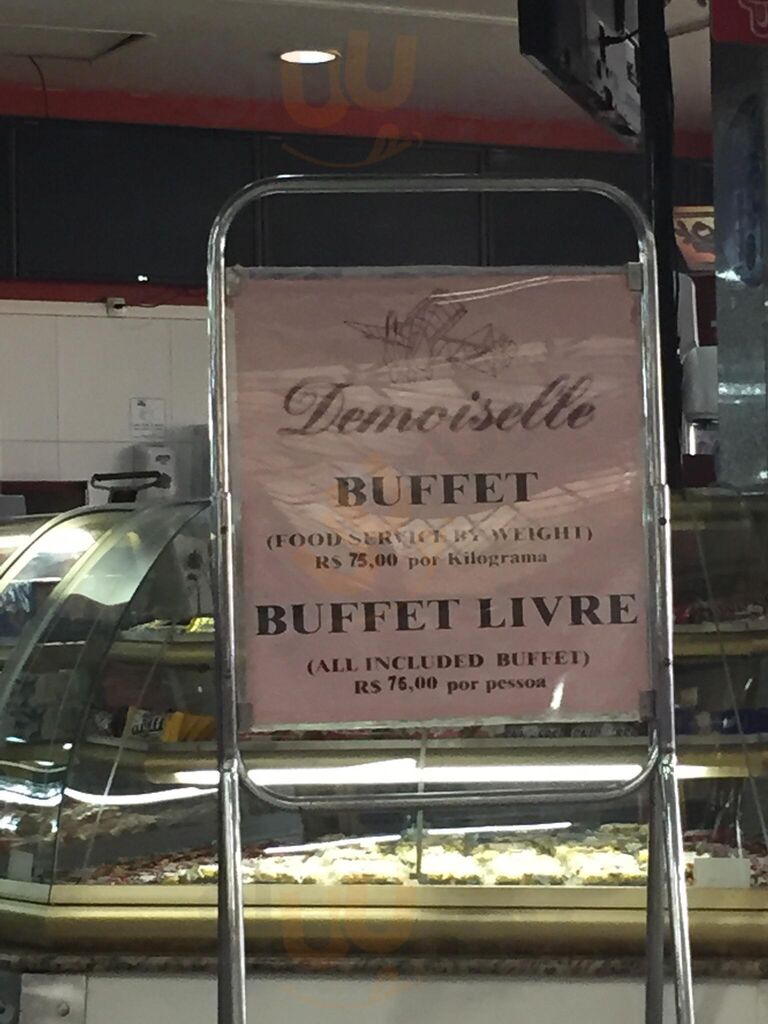 Demoiselle
BUFFET
(FOOD SERVICE BY WEIGHT)
R$ 75,00 por Kilograma
BUFFET LIVRE
(ALL INCLUDED BUFFET)
R$ 76,00 por pessoa